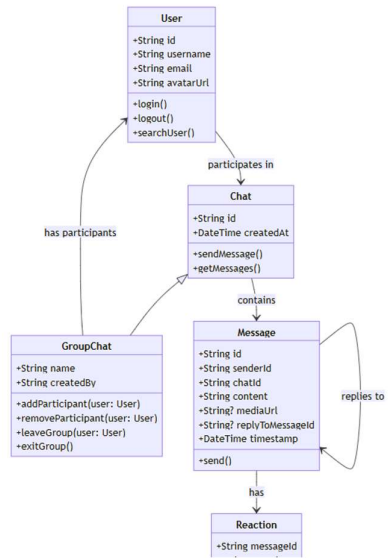 User
+String id
+String username
+String email
+String avatarUrl
+login()
+logout()
+searchUser()
participates in
Chat
+String id
+DateTime createdAt
+sendMessage()
+getMessages()
has participants
contains
GroupChat
+String name
+String createdBy
+addParticipant(user: User)
+removeParticipant(user: User)
+leaveGroup(user: User)
+exitGroup()
Message
+String id
+String senderId
+String chatId
+String content
+String? mediaUrl
+String? replyToMessageId
+DateTime timestamp
+send()
replies to
has
Reaction
+String messageId